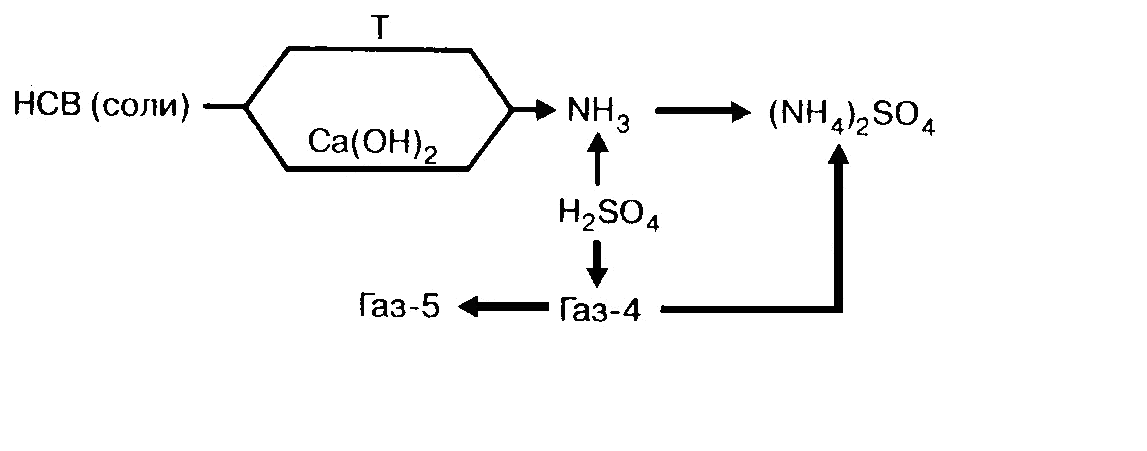 T
НСВ (соли)
Ca(OH)₂
NH₃
(NH₄)₂SO₄
H₂SO₄
Газ-5
Газ-4